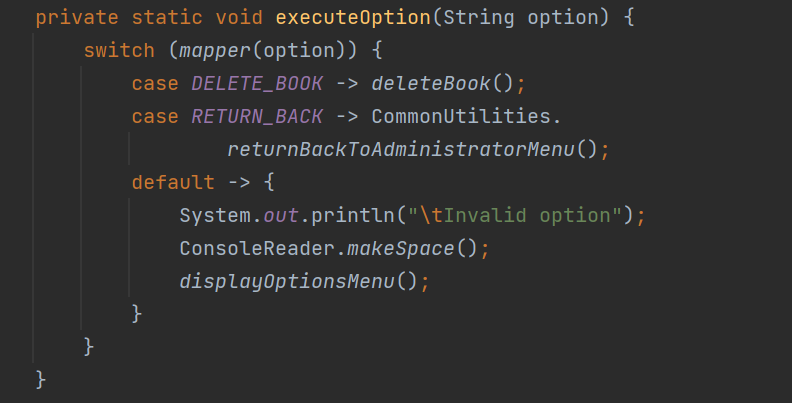 private static void executeOption(String option) {
switch (mapper(option)) {
case DELETE_BOOK -> deleteBook();
case RETURN_BACK -> CommonUtilities.
returnBackToAdministratorMenu();
default -> {
System.out.println("\tInvalid option");
ConsoleReader.makeSpace();
displayOptionsMenu();
}
}
}